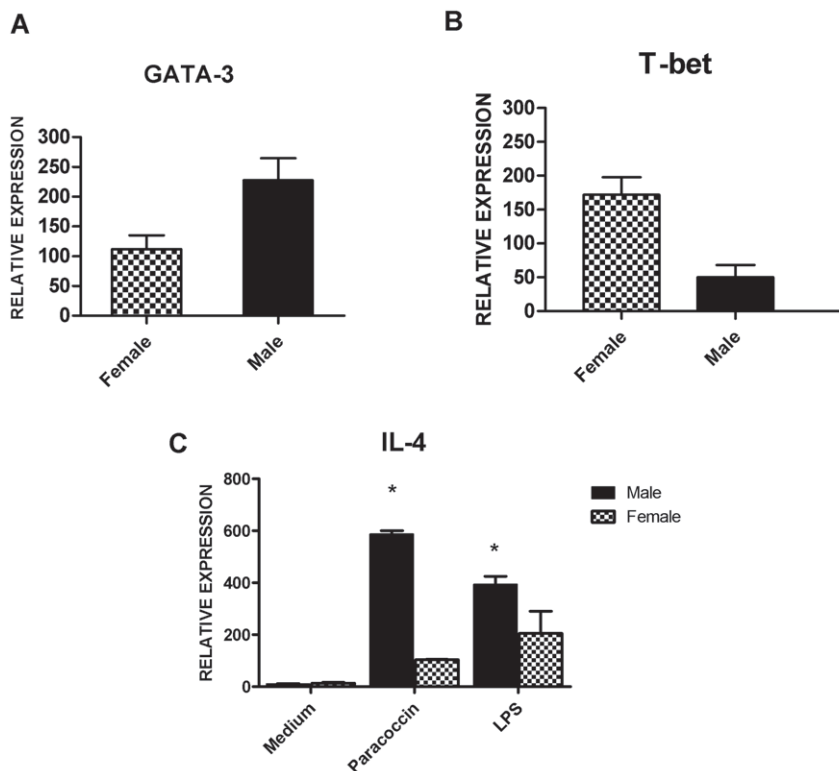 A
GATA-3
RELATIVE EXPRESSION
300
250
200
150
100
50
0
Female
Male
B
T-bet
RELATIVE EXPRESSION
300
250
200
150
100
50
0
Female
Male
C
IL-4
RELATIVE EXPRESSION
800
600
400
200
0
*
*
Medium
Paracoccin
LPS
Male
Female